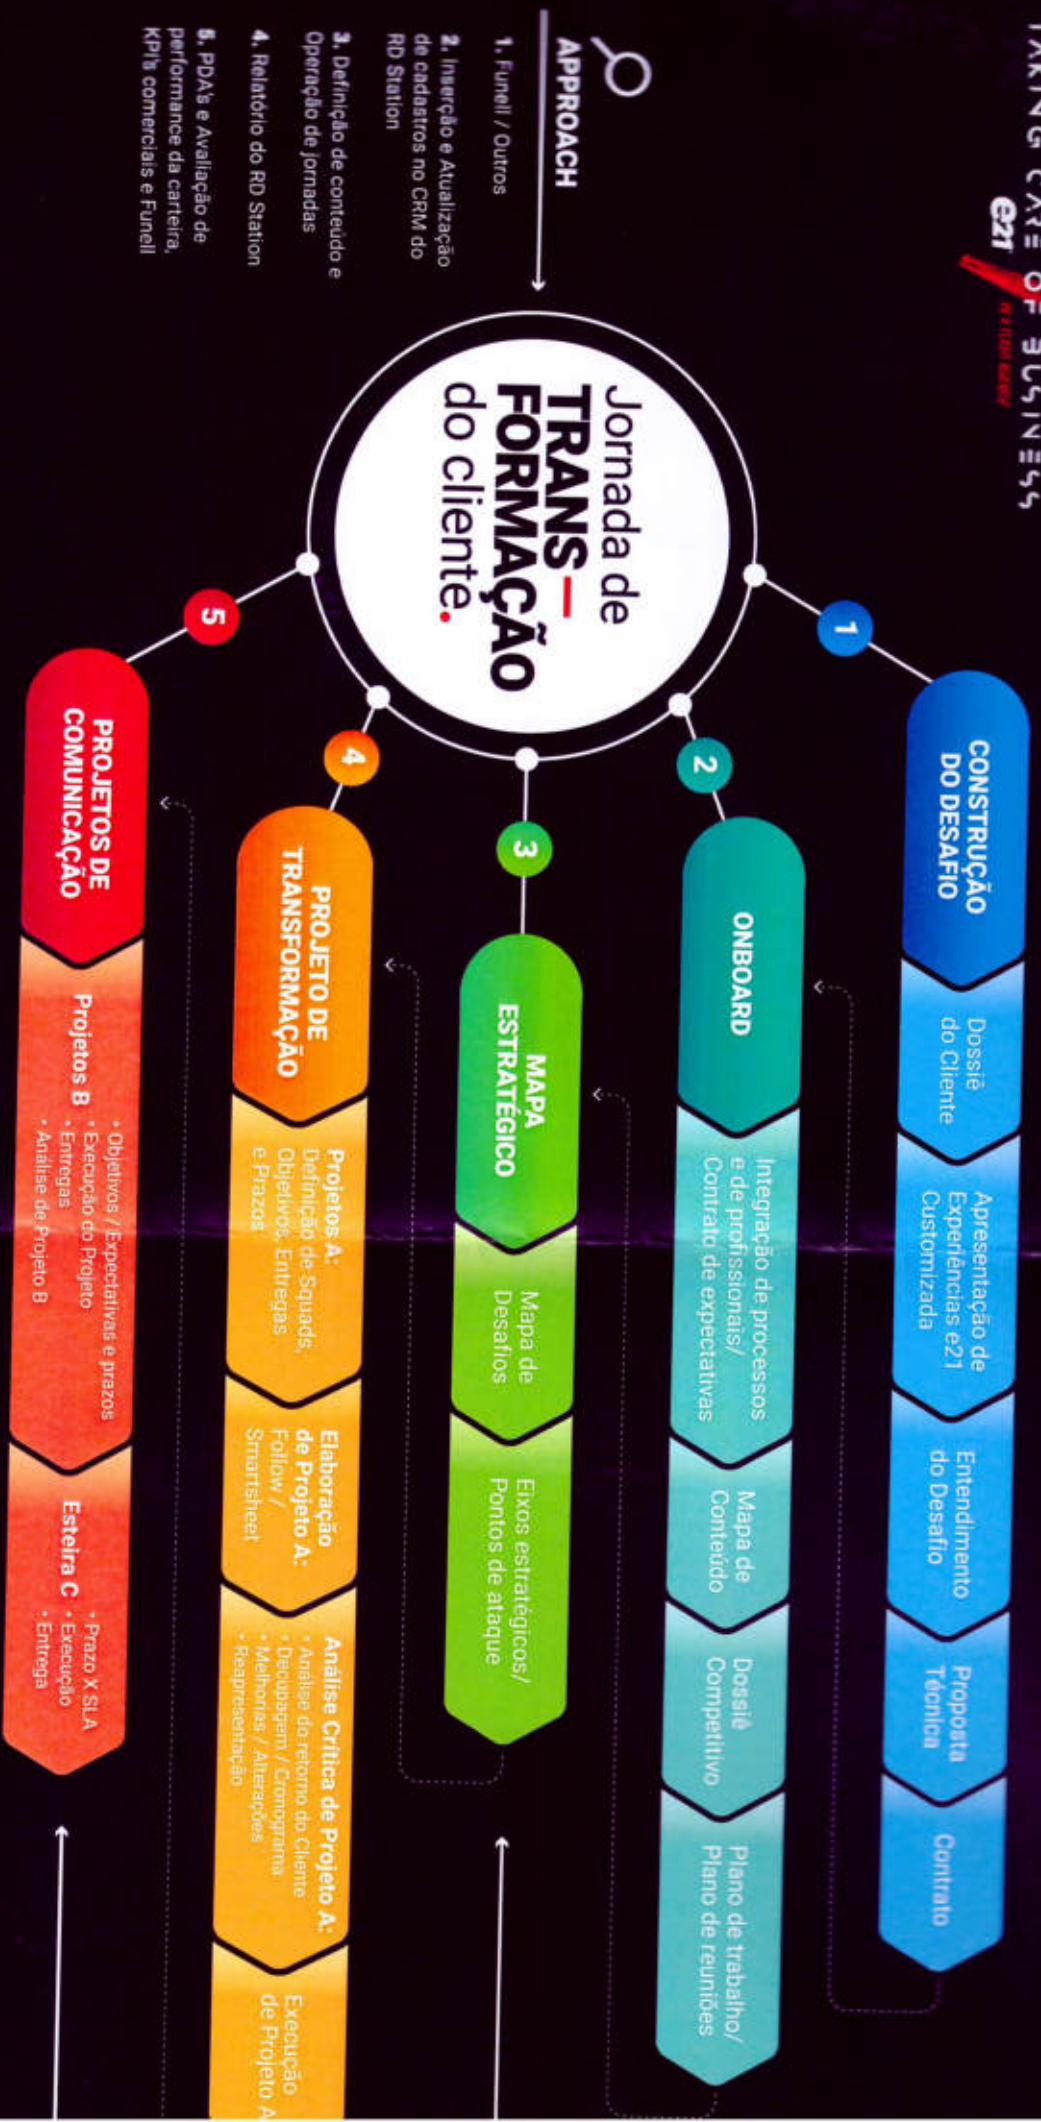 TAKING CARE OF BUSINESS
e21
APPROACH
1. Funell / Outros
2. Inserção e Atualização
de cadastros no CRM do
RD Station
3. Definição de conteúdo e
Operação de jornadas
4. Relatório do RD Station
5. PDA's e Avaliação de
performance da carteira,
KPI's comerciais e Funell
Jornada de
TRANS—
FORMAÇÃO
do cliente.
1
CONSTRUÇÃO
DO DESAFIO
Dossiê
do Cliente
Apresentação de
Experiências e21
Customizada
Entendimento
do Desafio
Proposta
Técnica
Contrato
2
ONBOARD
Integração de processos
e de profissionais/
Contrato de expectativas
Mapa de
Conteúdo
Dossiê
Competitivo
Plano de trabalho/
Plano de reuniões
3
MAPA
ESTRATÉGICO
Mapa de
Desafios
Eixos estratégicos/
Pontos de ataque
4
PROJETO DE
TRANSFORMAÇÃO
Projetos A:
Definição de Squads,
Objetivos, Entregas
e Prazos
Elaboração
de Projeto A:
Follow /
Smartsheet
Análise Crítica de Projeto A:
• Análise do retorno do Cliente
• Decupagem / Cronograma
• Melhorias / Alterações
• Reapresentação
Execução
de Projeto A
5
PROJETOS DE
COMUNICAÇÃO
Projetos B
• Objetivos / Expectativas e prazos
• Execução do Projeto
• Entregas
• Análise de Projeto B
Esteira C
• Prazo X SLA
• Execução
• Entrega